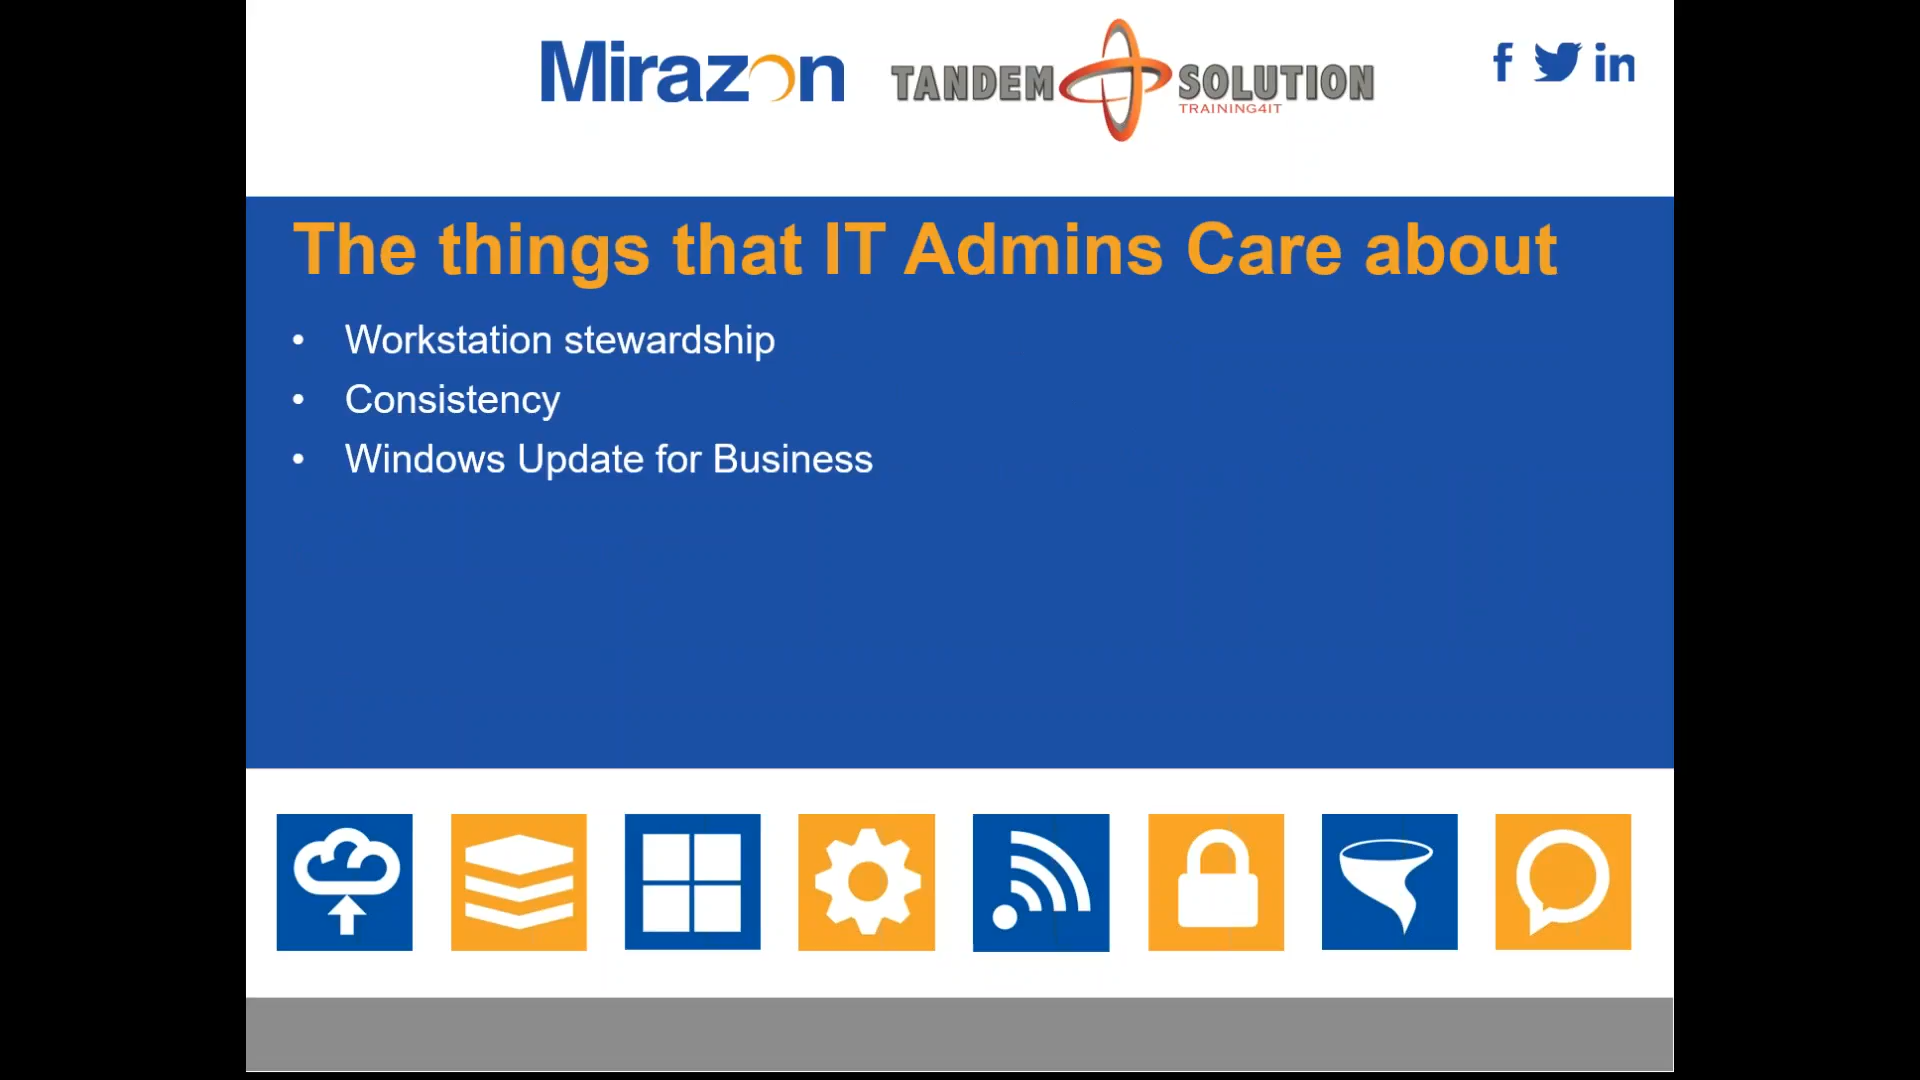 Mirazon
TANDEM SOLUTION
TRAINING4IT
f in
The things that IT Admins Care about
• Workstation stewardship
• Consistency
• Windows Update for Business